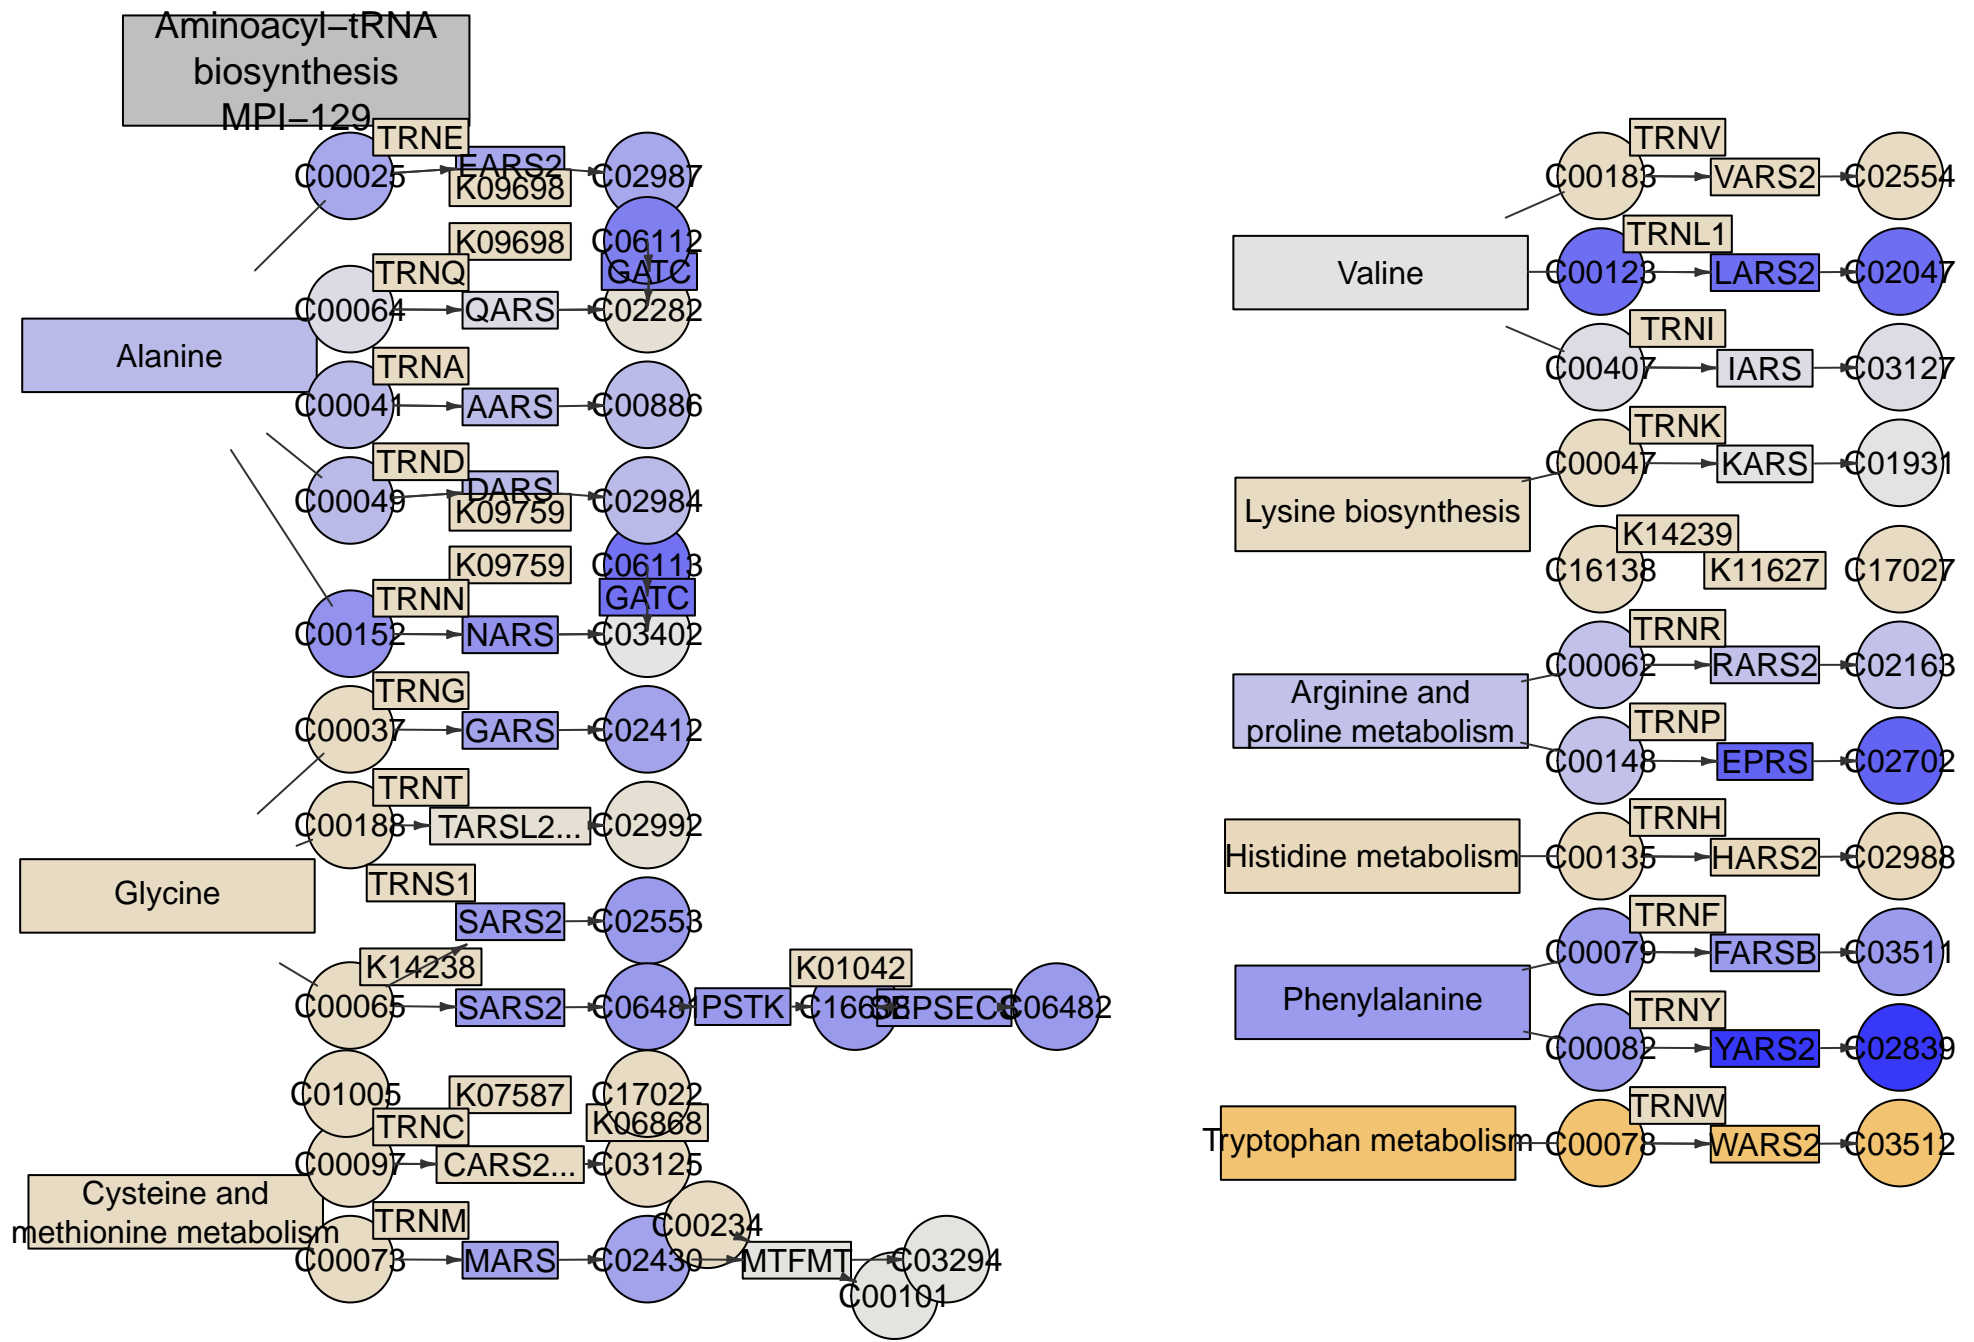 Aminoacyl–tRNA
biosynthesis
MPI–129
TRNE
C00025
EARS2
K09698
C02987
K09698
C06112
TRNQ
GATC
C00064
QARS
C02282
Alanine
TRNA
C00041
AARS
C00886
TRND
C00049
DARS
K09759
C02984
K09759
C06113
TRNN
GATC
C00152
NARS
C03402
TRNG
C00037
GARS
C02412
TRNT
C00188
TARSL2...
C02992
Glycine
TRNS1
SARS2
C02553
K14238
K01042
C00065
SARS2
C06481
PSTK
C16638
SEPSECS
C06482
C01005
K07587
C17022
TRNC
K06868
C00097
CARS2...
C03125
Cysteine and
methionine metabolism
TRNM
C00234
C00073
MARS
C02430
MTFMT
C03294
C00101
TRNV
C00183
VARS2
C02554
TRNL1
Valine
C00123
LARS2
C02047
TRNI
C00407
IARS
C03127
TRNK
C00047
KARS
C01931
Lysine biosynthesis
K14239
C16138
K11627
C17027
TRNR
C00062
RARS2
C02163
Arginine and
proline metabolism
TRNP
C00148
EPRS
C02702
TRNH
Histidine metabolism
C00135
HARS2
C02988
TRNF
C00079
FARSB
C03511
Phenylalanine
TRNY
C00082
YARS2
C02839
TRNW
Tryptophan metabolism
C00078
WARS2
C03512